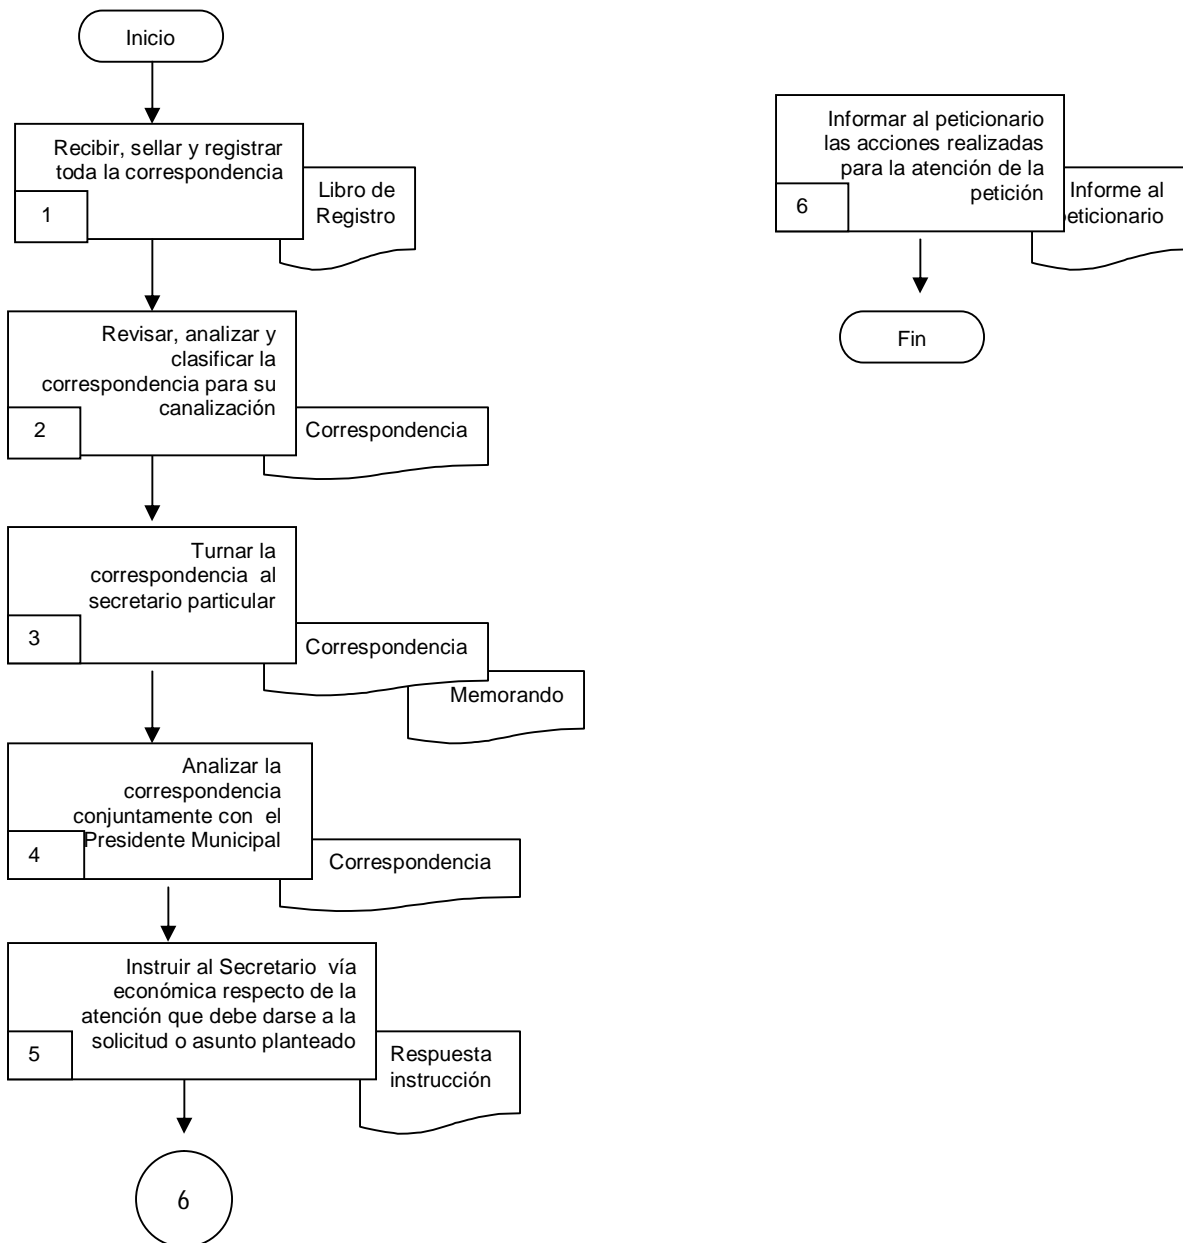 Inicio
Recibir, sellar y registrar
toda la correspondencia
1
Libro de
Registro
Revisar, analizar y
clasificar la
correspondencia para su
canalización
2
Correspondencia
Turnar la
correspondencia al
secretario particular
3
Correspondencia
Memorando
Analizar la
correspondencia
conjuntamente con el
Presidente Municipal
4
Correspondencia
Instruir al Secretario vía
económica respecto de la
atención que debe darse a la
solicitud o asunto planteado
5
Respuesta
instrucción
6
Informar al peticionario
las acciones realizadas
para la atención de la
petición
6
Informe al
peticionario
Fin